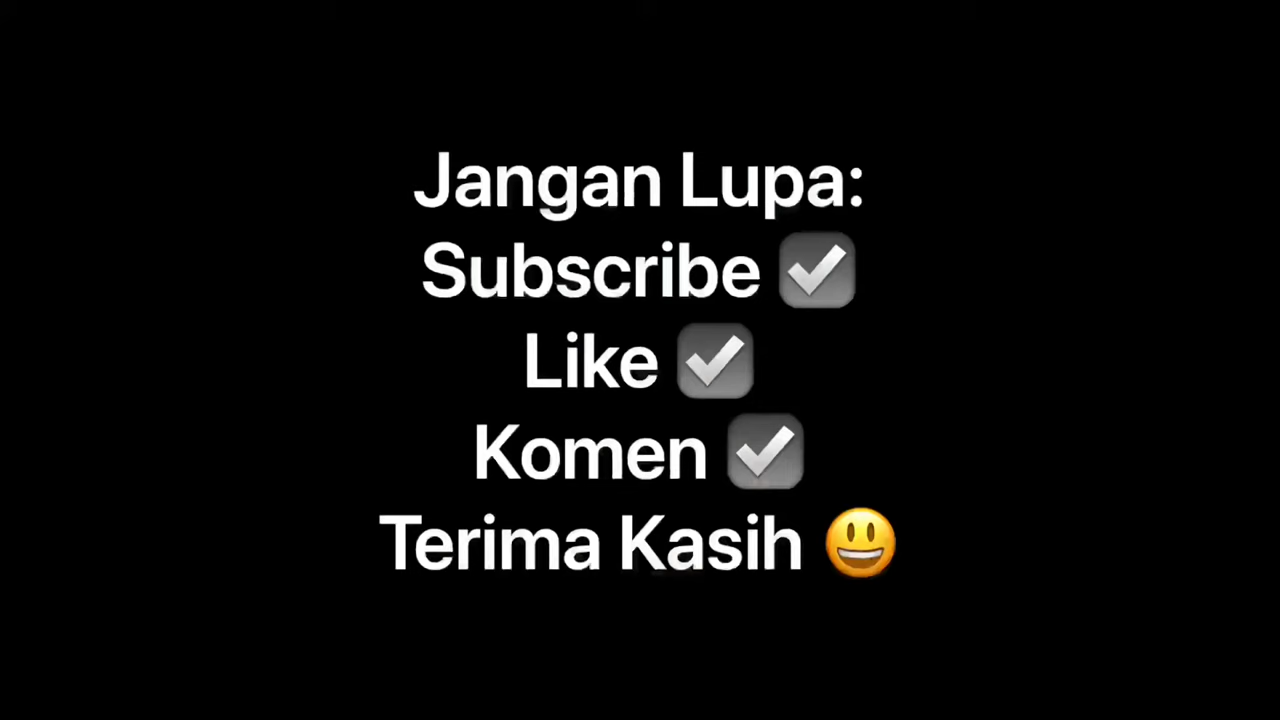 Jangan Lupa:
Subscribe ☑️
Like ☑️
Komen ☑️
Terima Kasih 😃